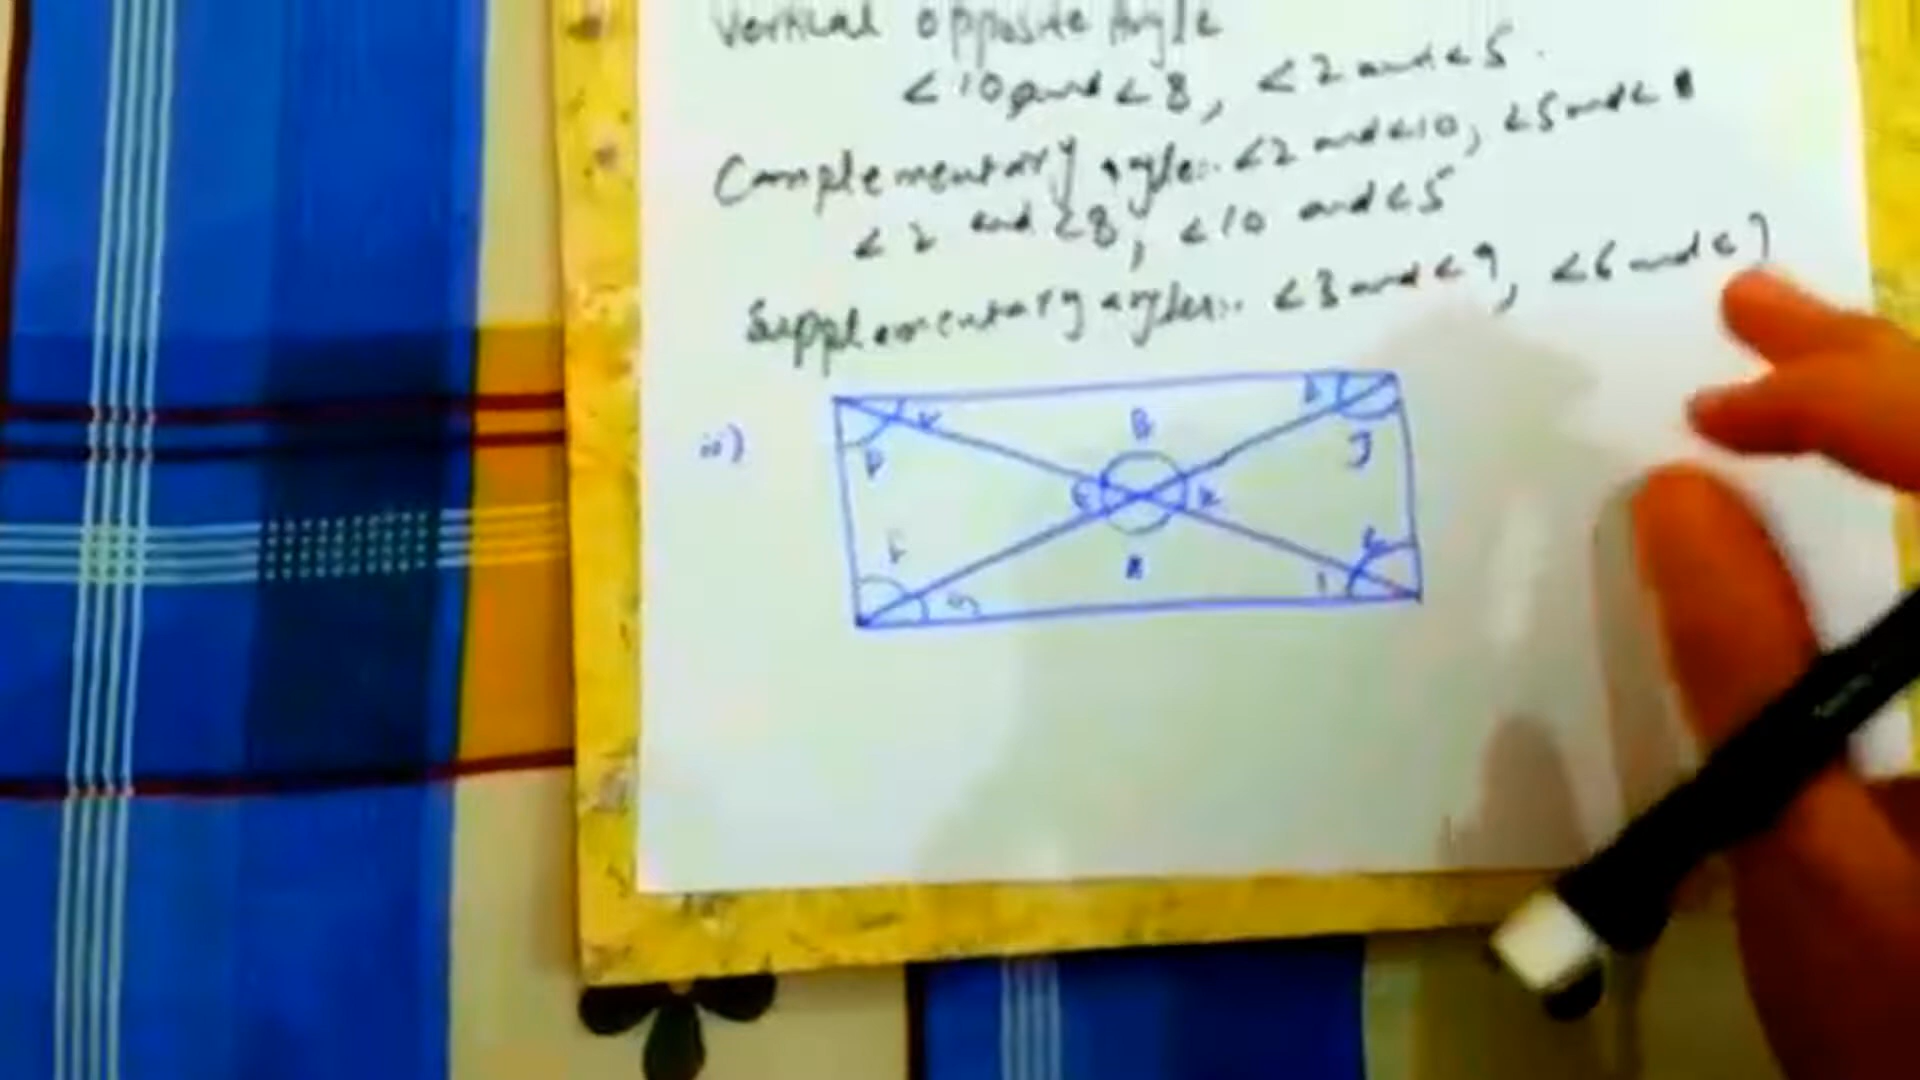 Vertical opposite Angle
<10 and <8, <2 and <5.
Complementary angles:- <2 and <10, <5 and <8
<2 and <8, <10 and <5
Supplementary angles:- <3 and <9, <6 and <7
ii)
B
K
D
J
E
F
A
G
I